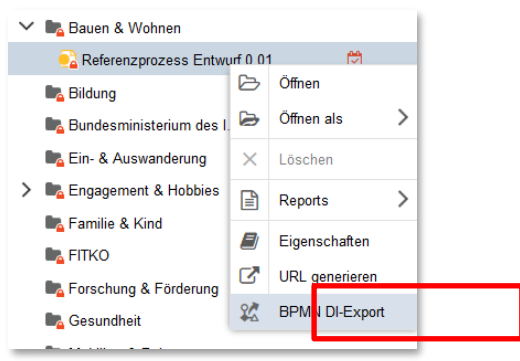 Bauen & Wohnen
Referenzprozess Entwurf 0.01
Bildung
Bundesministerium des I
Ein- & Auswanderung
Engagement & Hobbies
Familie & Kind
FITKO
Forschung & Förderung
Gesundheit
Öffnen
Öffnen als
Löschen
Reports
Eigenschaften
URL generieren
BPMN DI-Export